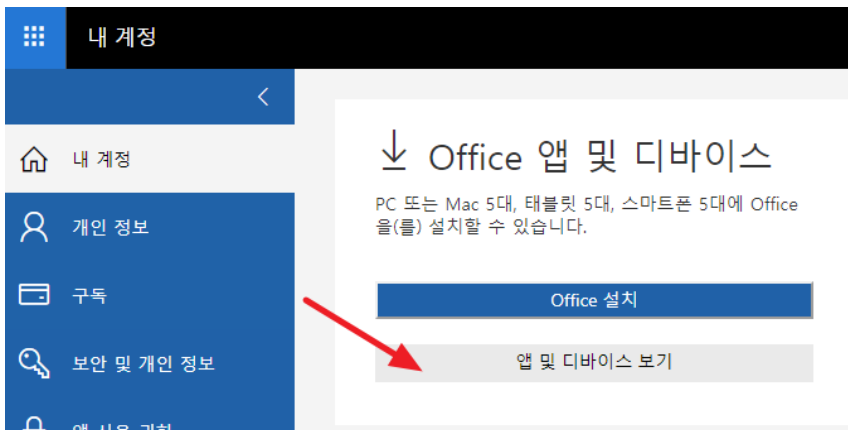 내 계정
내 계정
개인 정보
구독
보안 및 개인 정보
Office 앱 및 디바이스
PC 또는 Mac 5대, 태블릿 5대, 스마트폰 5대에 Office
을(를) 설치할 수 있습니다.
Office 설치
앱 및 디바이스 보기